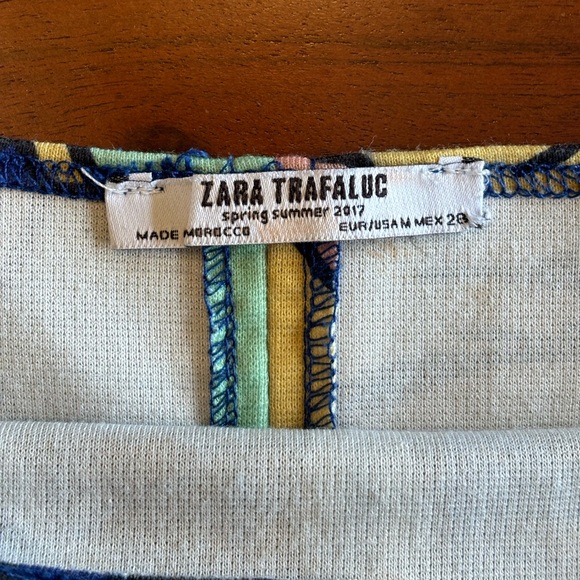 ZARA TRAFALUC
spring summer 2017
MADE MOROCCO EUR/USA M MEX 28